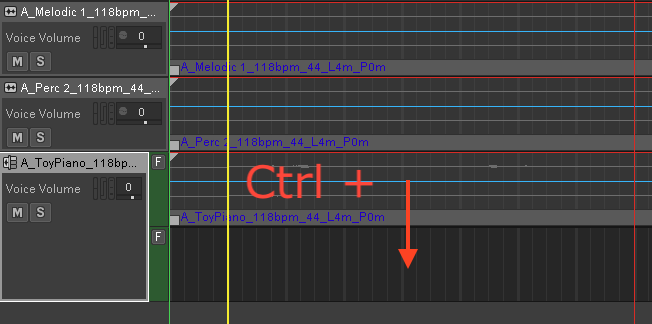 A_Melodic 1_118bpm_...
Voice Volume 0
M S
A_Melodic 1_118bpm_44_L4m_P0m
A_Perc 2_118bpm_44_...
Voice Volume 0
M S
A_Perc 2_118bpm_44_L4m_P0m
A_ToyPiano_118bp... F
Voice Volume 0
M S
Ctrl +
A_ToyPiano_118bpm_44_L4m_P0m
F